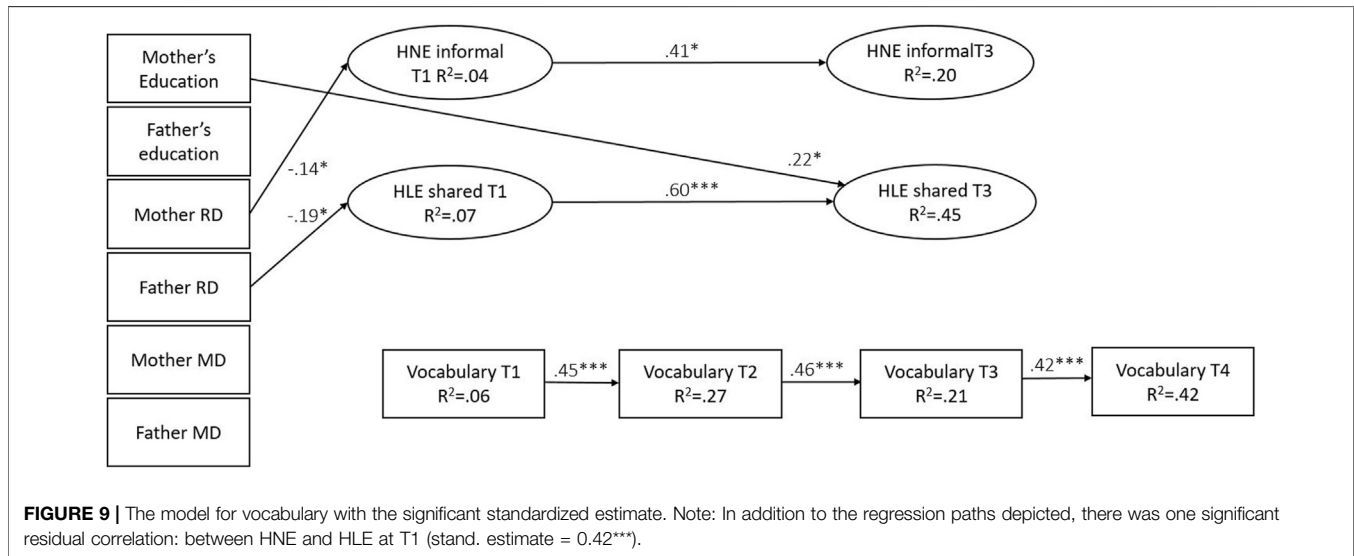 Mother's
Education
Father's
education
Mother RD
Father RD
Mother MD
Father MD
HNE informal
T1 R²=.04
.41*
HNE informalT3
R²=.20
-.14*
.22*
-.19*
HLE shared T1
R²=.07
.60***
HLE shared T3
R²=.45
Vocabulary T1
R²=.06
.45***
Vocabulary T2
R²=.27
.46***
Vocabulary T3
R²=.21
.42***
Vocabulary T4
R²=.42
FIGURE 9 | The model for vocabulary with the significant standardized estimate. Note: In addition to the regression paths depicted, there was one significant
residual correlation: between HNE and HLE at T1 (stand. estimate = 0.42***).